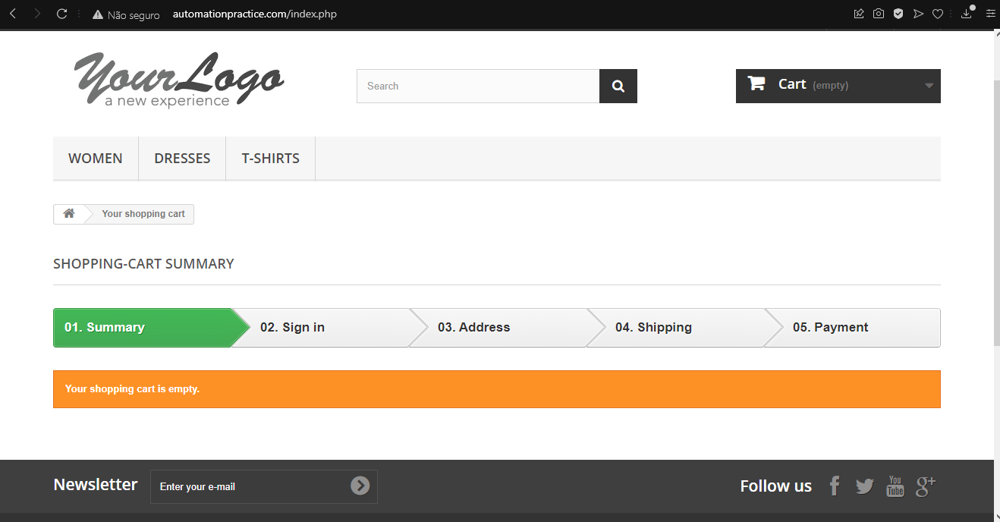 Não seguro automationpractice.com/index.php
YourLogo
a new experience
Search
Cart (empty)
WOMEN DRESSES T-SHIRTS
Your shopping cart
SHOPPING-CART SUMMARY
01. Summary 02. Sign in 03. Address 04. Shipping 05. Payment
Your shopping cart is empty.
Newsletter Enter your e-mail Follow us f You Tube g+